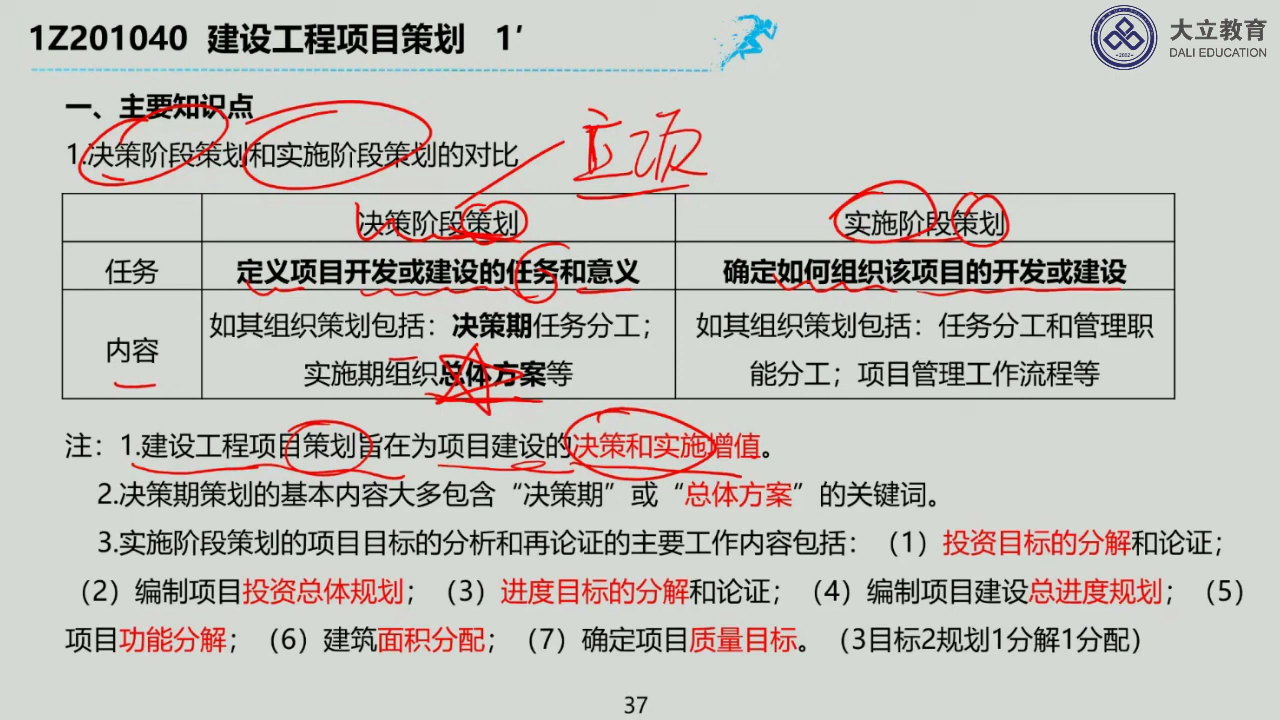 1Z201040 建设工程项目策划 1′
大立教育
DALI EDUCATION
一、主要知识点
1.决策阶段策划和实施阶段策划的对比
立项
决策阶段策划 实施阶段策划
任务 定义项目开发或建设的任务和意义 确定如何组织该项目的开发或建设
内容
如其组织策划包括：决策期任务分工；
实施期组织总体方案等
如其组织策划包括：任务分工和管理职
能分工；项目管理工作流程等
注：1.建设工程项目策划旨在为项目建设的决策和实施增值。
2.决策期策划的基本内容大多包含“决策期”或“总体方案”的关键词。
3.实施阶段策划的项目目标的分析和再论证的主要工作内容包括：（1）投资目标的分解和论证；
（2）编制项目投资总体规划；（3）进度目标的分解和论证；（4）编制项目建设总进度规划；（5）
项目功能分解；（6）建筑面积分配；（7）确定项目质量目标。（3目标2规划1分解1分配）
37